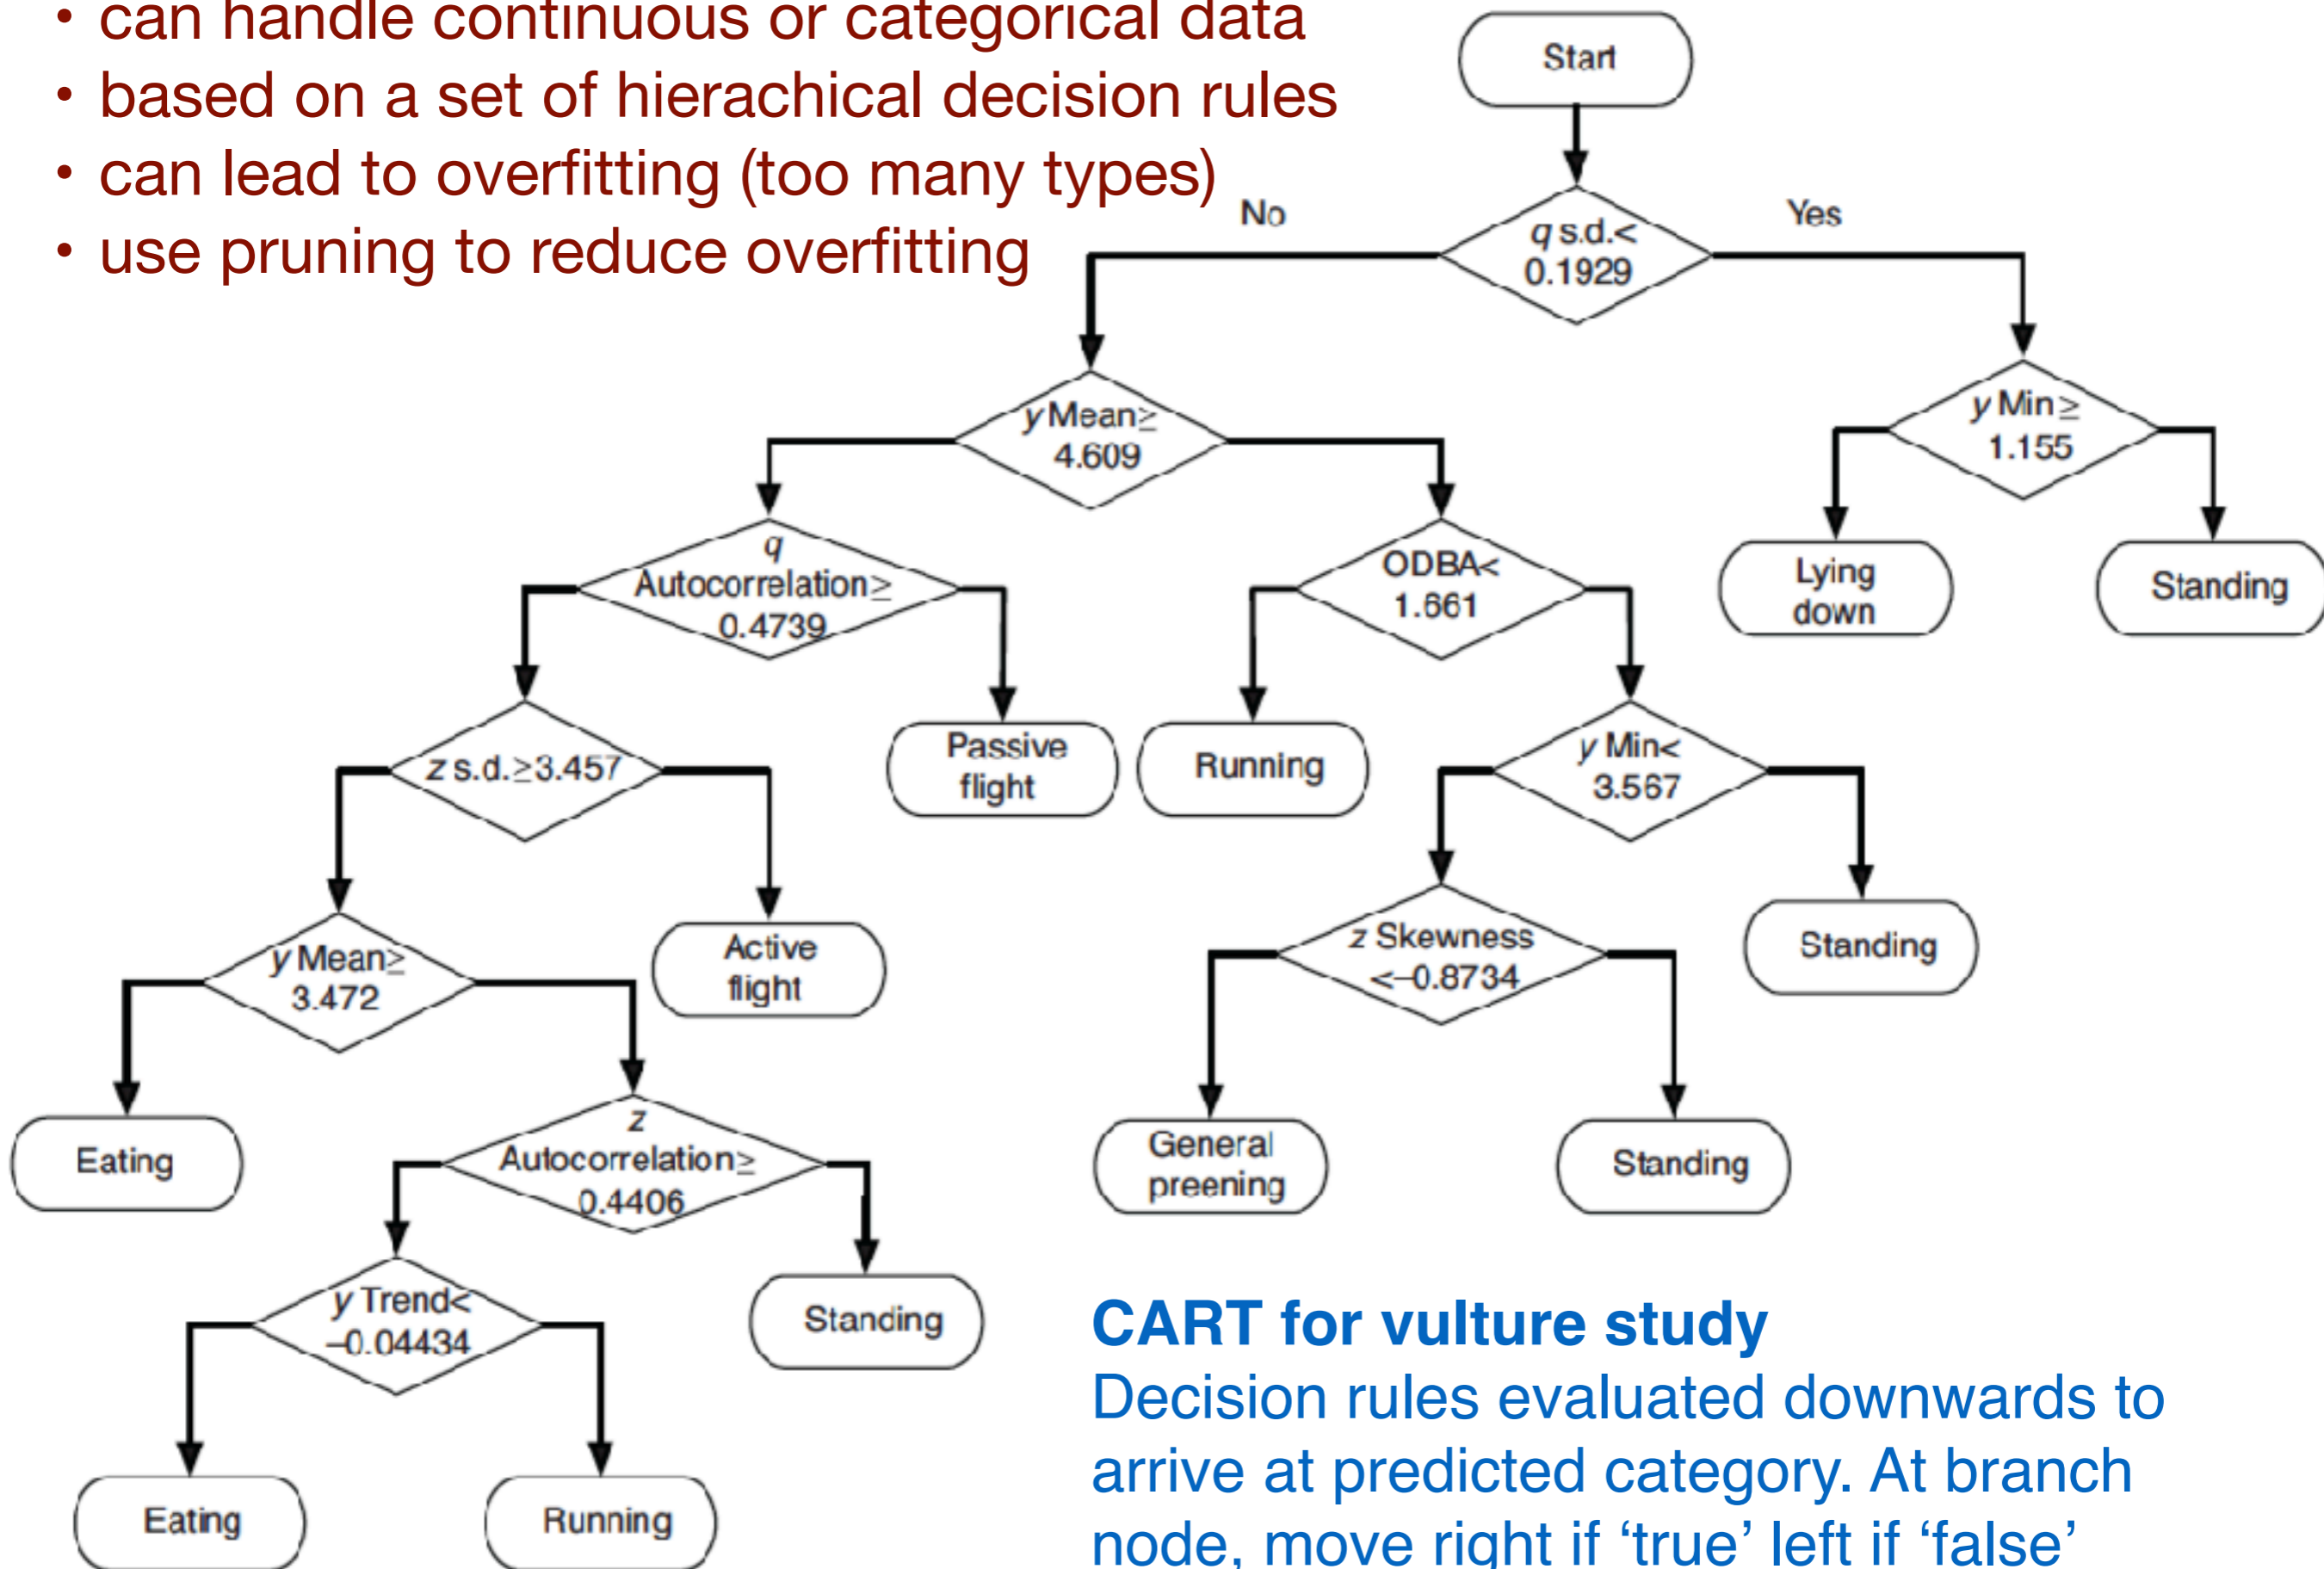 • can handle continuous or categorical data
• based on a set of hierachical decision rules
• can lead to overfitting (too many types)
• use pruning to reduce overfitting
Start
No
Yes
q s.d.<
0.1929
y Mean≥
4.609
y Min≥
1.155
q
Autocorrelation≥
0.4739
ODBA<
1.661
Lying
down
Standing
z s.d.≥3.457
Passive
flight
Running
y Min<
3.567
y Mean≥
3.472
Active
flight
z Skewness
<–0.8734
Standing
Eating
z
Autocorrelation≥
0.4406
General
preening
Standing
y Trend<
–0.04434
Standing
Eating
Running
CART for vulture study
Decision rules evaluated downwards to
arrive at predicted category. At branch
node, move right if ‘true’ left if ‘false’